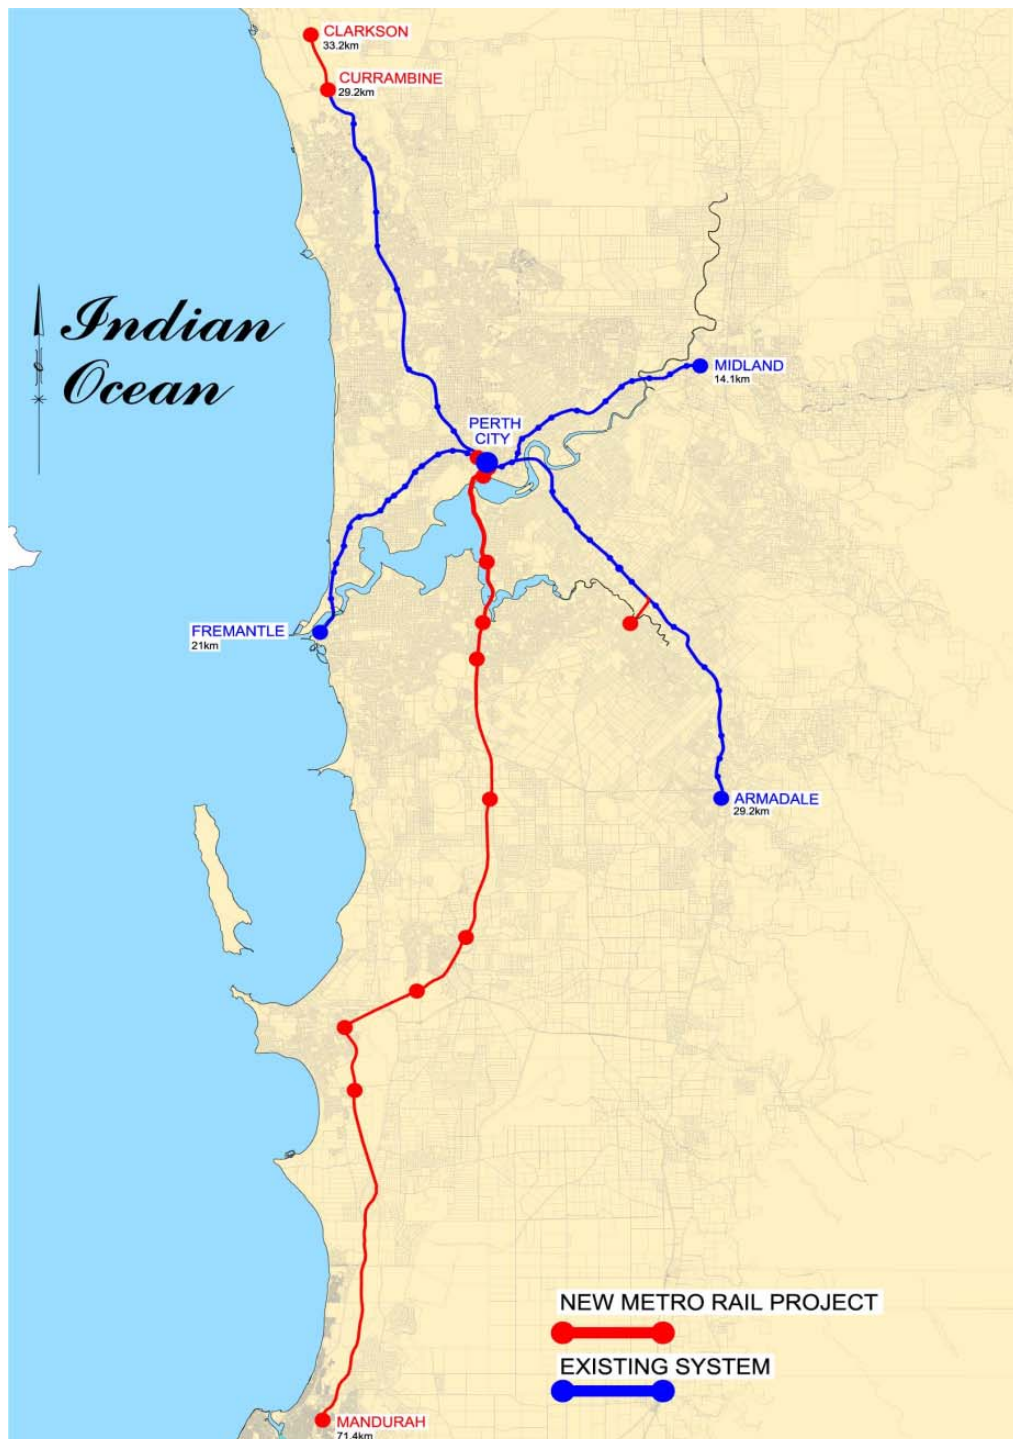 CLARKSON
33.2km
CURRAMBINE
29.2km
Indian
Ocean
MIDLAND
14.1km
PERTH
CITY
FREMANTLE
21km
ARMADALE
29.2km
NEW METRO RAIL PROJECT
EXISTING SYSTEM
MANDURAH
71.4km